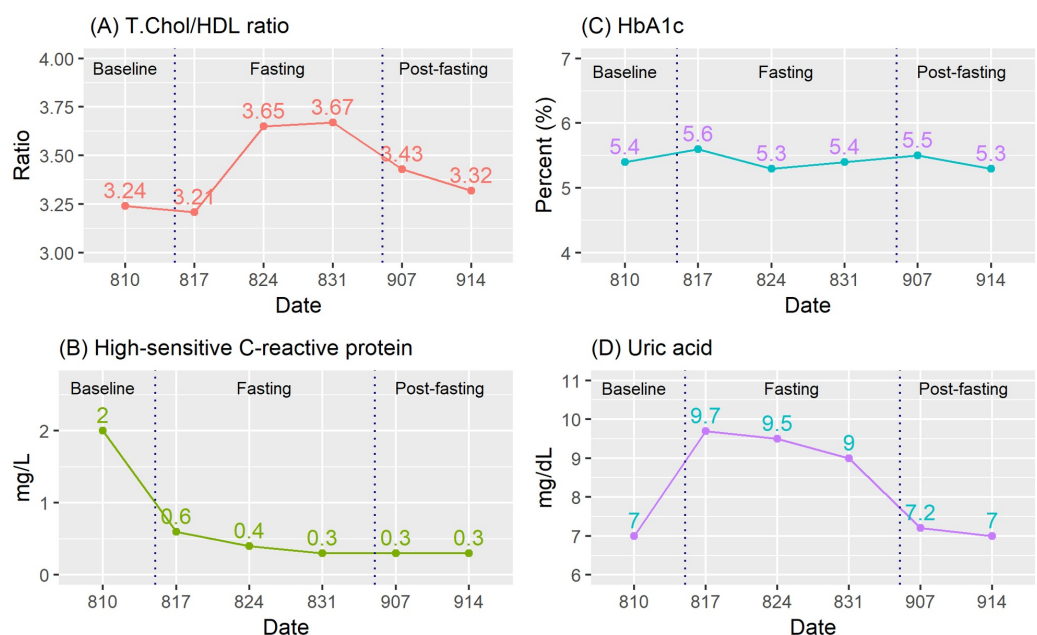 (A) T.Chol/HDL ratio
4.00
3.75
3.50
3.25
3.00
Ratio
Baseline Fasting Post-fasting
3.24 3.21 3.65 3.67 3.43 3.32
810 817 824 831 907 914
Date
(C) HbA1c
7
6
5
4
Percent (%)
Baseline Fasting Post-fasting
5.4 5.6 5.3 5.4 5.5 5.3
810 817 824 831 907 914
Date
(B) High-sensitive C-reactive protein
2
1
0
mg/L
Baseline Fasting Post-fasting
2 0.6 0.4 0.3 0.3 0.3
810 817 824 831 907 914
Date
(D) Uric acid
11
10
9
8
7
6
mg/dL
Baseline Fasting Post-fasting
7 9.7 9.5 9 7.2 7
810 817 824 831 907 914
Date